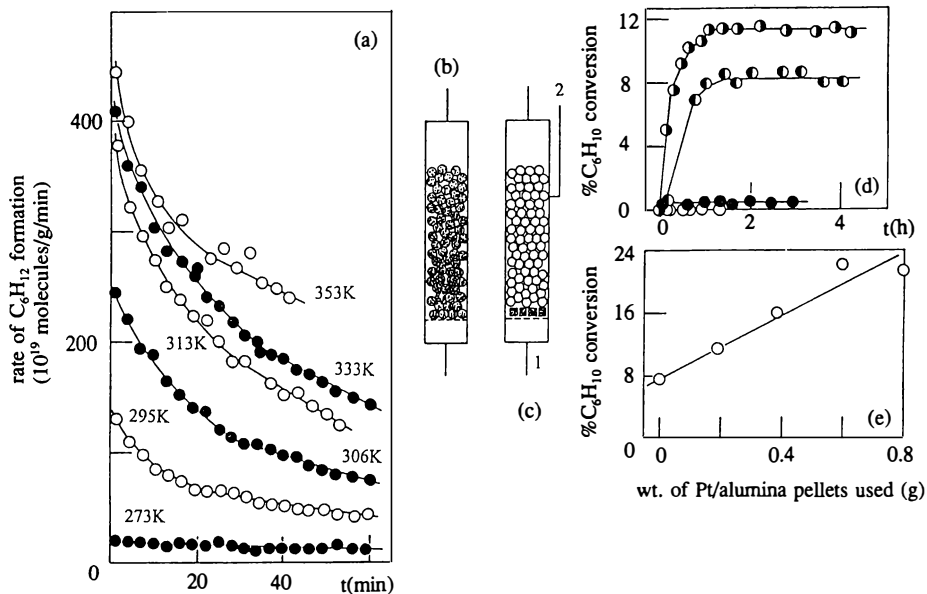 (a)
rate of C₆H₁₂ formation
(10¹⁹ molecules/g/min)
400
200
0
353K
333K
313K
306K
295K
273K
20
40
t(min)
(b)
2
1
(c)
%C₆H₁₀ conversion
12
8
4
0
(d)
0
2
4
t(h)
%C₆H₁₀ conversion
24
16
8
0
(e)
0
0.4
0.8
wt. of Pt/alumina pellets used (g)